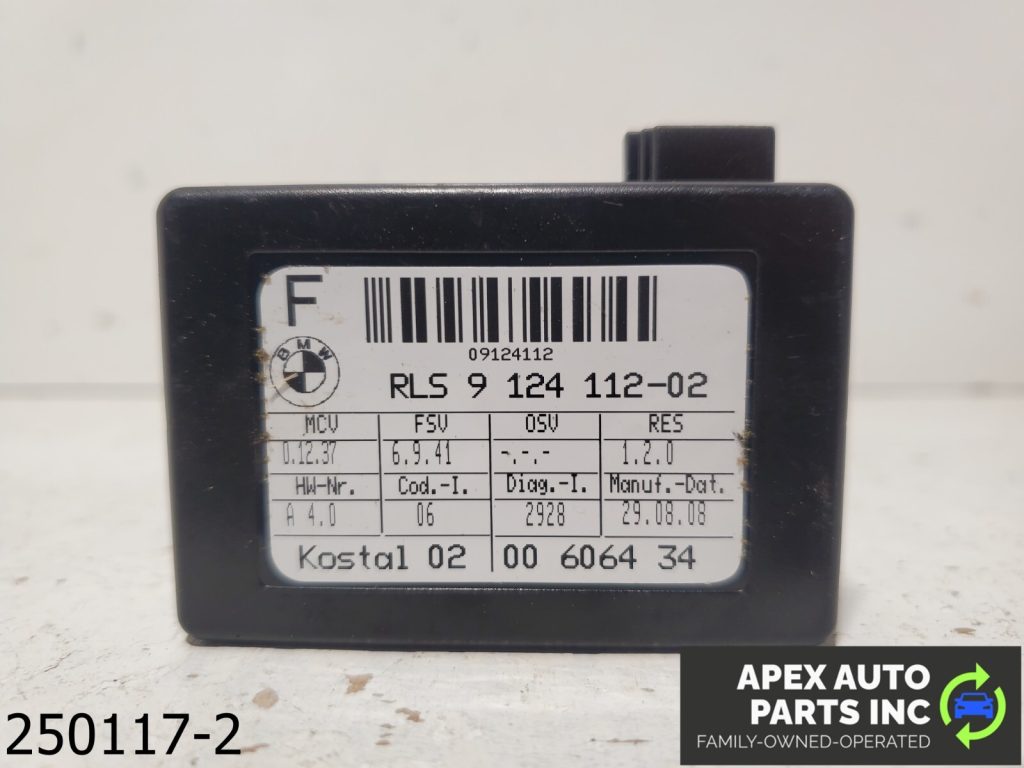 F
09124112
BMW
RLS 9 124 112-02
MCV FSV OSV RES
0.12.37 6.9.41 -.-.- 1.2.0
HW-Nr. Cod.-I. Diag.-I. Manuf.-Dat.
A 4.0 06 2928 29.08.08
Kostal 02 00 6064 34
250117-2
APEX AUTO
PARTS INC
FAMILY-OWNED-OPERATED